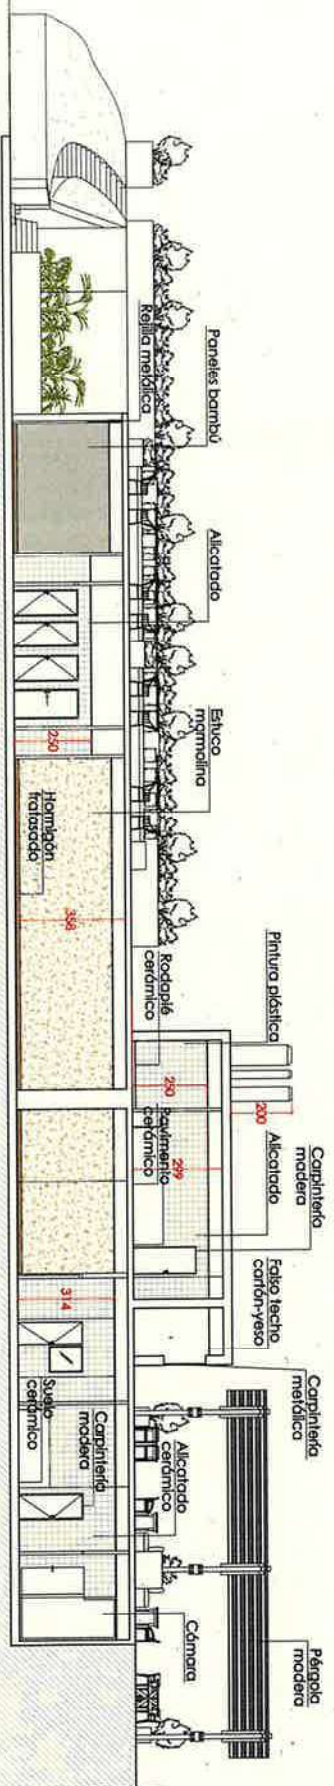 Paneles bambú
Rejilla metálica
Alicatado
Estuco
marmolina
250
Hormigón
fratasado
358
Rodapié
cerámico
Pintura plástica
250
Pavimento
cerámico
299
200
Alicatado
Carpintería
madera
Falso techo
cartón-yeso
Carpintería
metálica
314
Suelo
cerámico
Carpintería
madera
Alicatado
cerámico
Cámara
Pérgola
madera